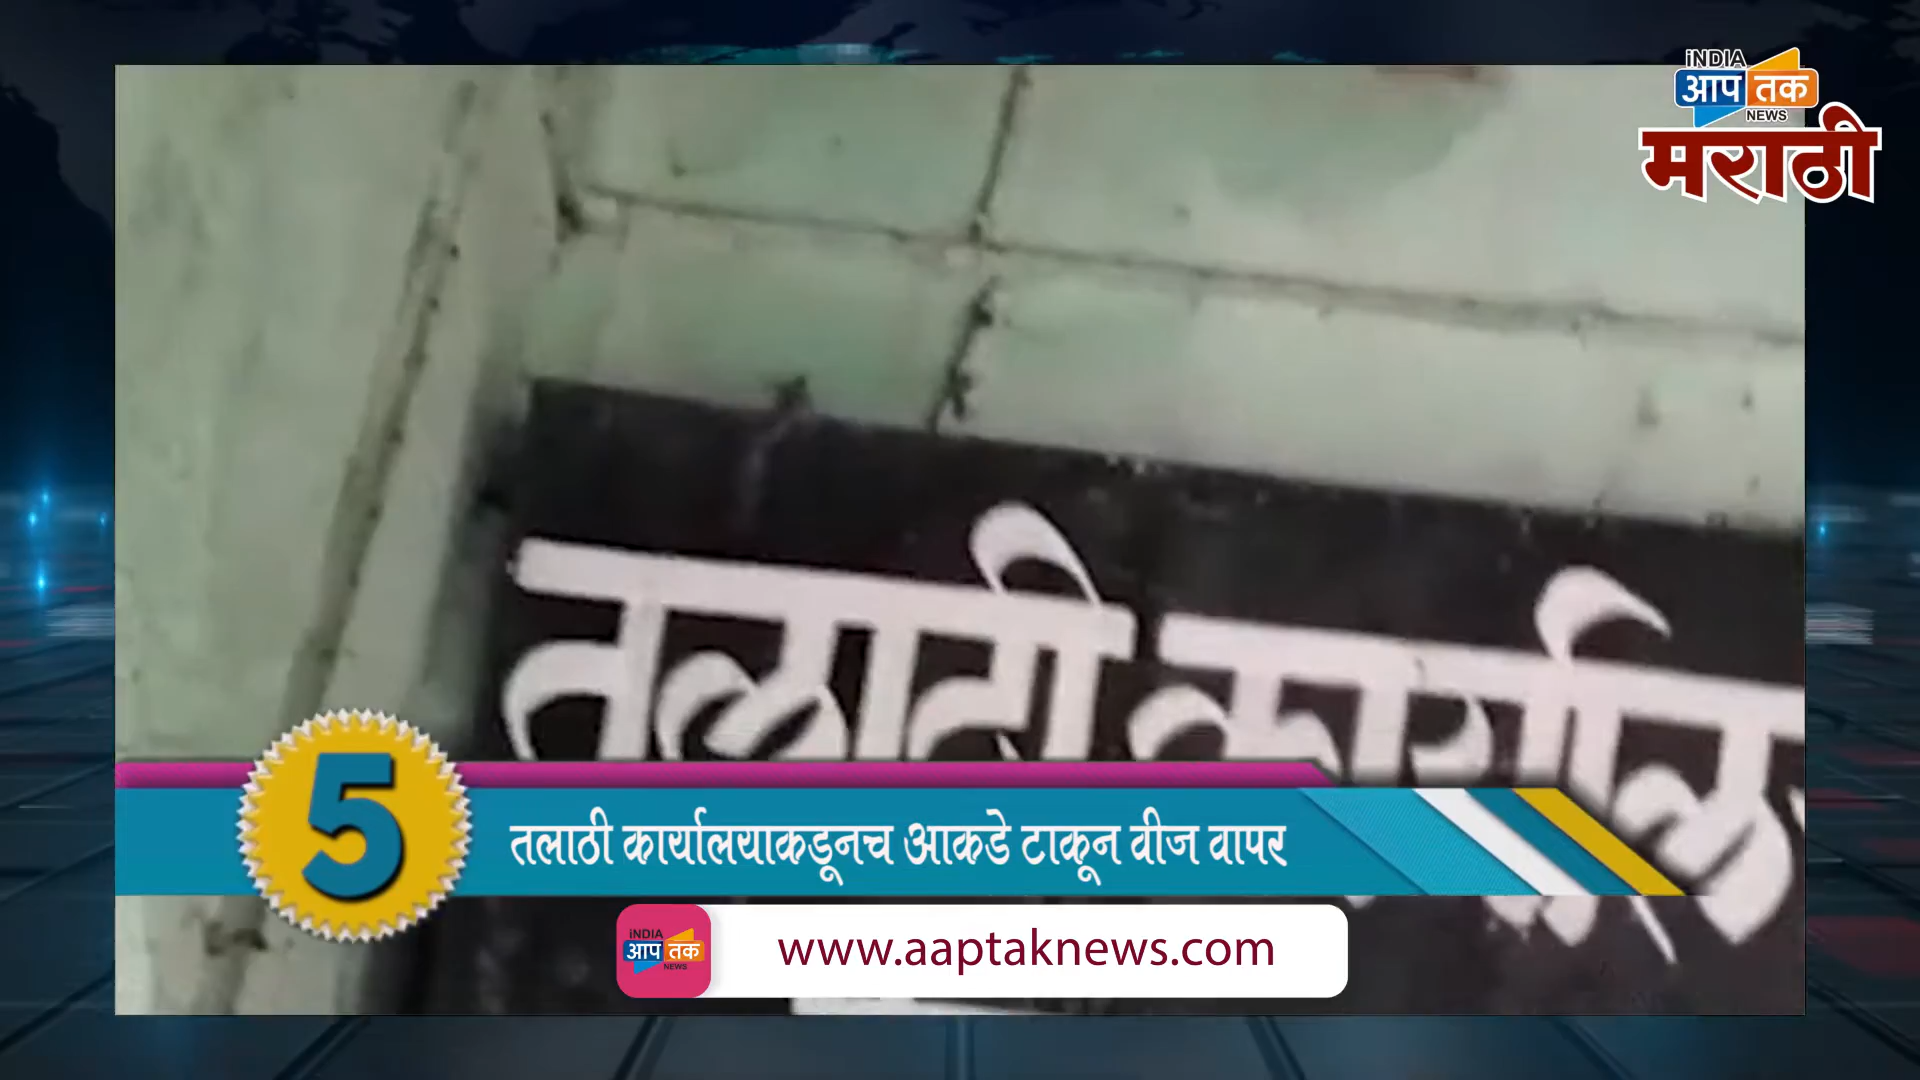 INDIA
आप तक
NEWS
मराठी
तलाठी
5
तलाठी कार्यालयाकडूनच आकडे टाकून वीज वापर
INDIA
आप तक
NEWS
www.aaptaknews.com